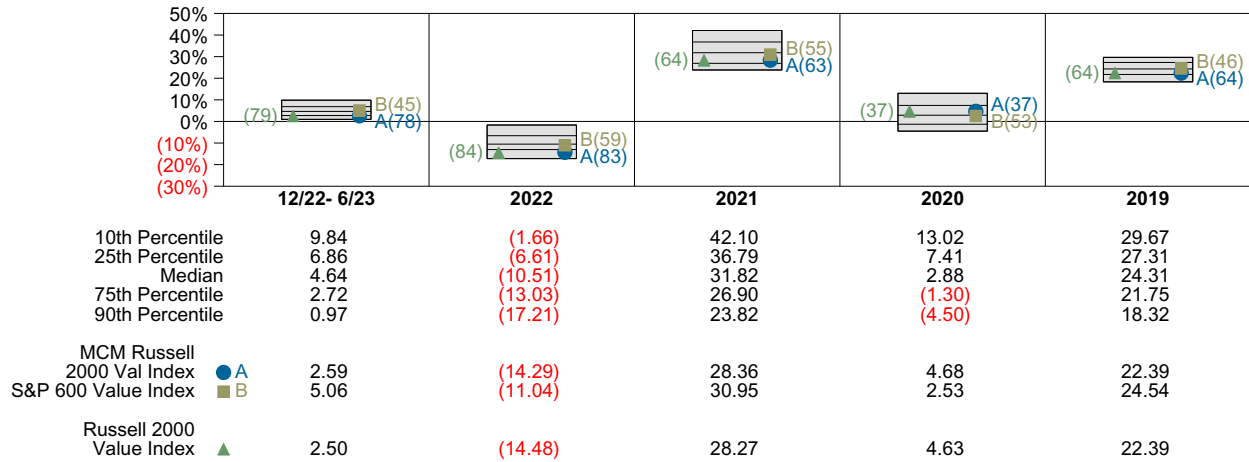 50%
40%
30%
20%
10%
0%
(10%)
(20%)
(30%)
(79) B(45)
A(78)
(84) B(59)
A(83)
(64) B(55)
A(63)
(37) A(37)
B(53)
(64) B(46)
A(64)
12/22- 6/23 2022 2021 2020 2019
10th Percentile 9.84 (1.66) 42.10 13.02 29.67
25th Percentile 6.86 (6.61) 36.79 7.41 27.31
Median 4.64 (10.51) 31.82 2.88 24.31
75th Percentile 2.72 (13.03) 26.90 (1.30) 21.75
90th Percentile 0.97 (17.21) 23.82 (4.50) 18.32
MCM Russell
2000 Val Index A 2.59 (14.29) 28.36 4.68 22.39
S&P 600 Value Index B 5.06 (11.04) 30.95 2.53 24.54
Russell 2000
Value Index 2.50 (14.48) 28.27 4.63 22.39